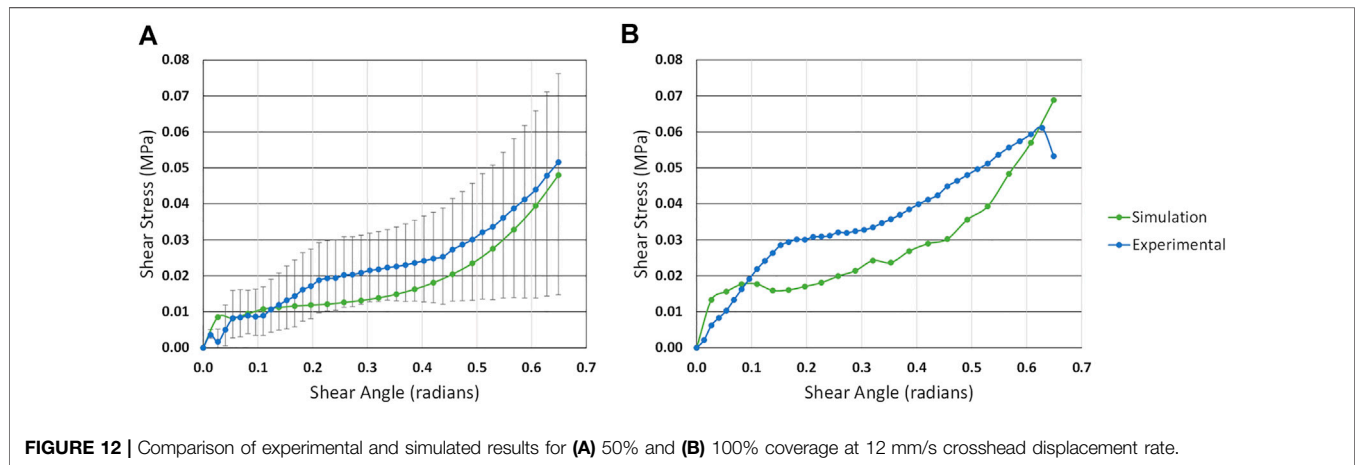 A
B
0.08
0.07
0.06
0.05
0.04
0.03
0.02
0.01
0.00
Shear Stress (MPa)
0.0 0.1 0.2 0.3 0.4 0.5 0.6 0.7
Shear Angle (radians)
0.08
0.07
0.06
0.05
0.04
0.03
0.02
0.01
0.00
Shear Stress (MPa)
0.0 0.1 0.2 0.3 0.4 0.5 0.6 0.7
Shear Angle (radians)
Simulation
Experimental
FIGURE 12 | Comparison of experimental and simulated results for (A) 50% and (B) 100% coverage at 12 mm/s crosshead displacement rate.